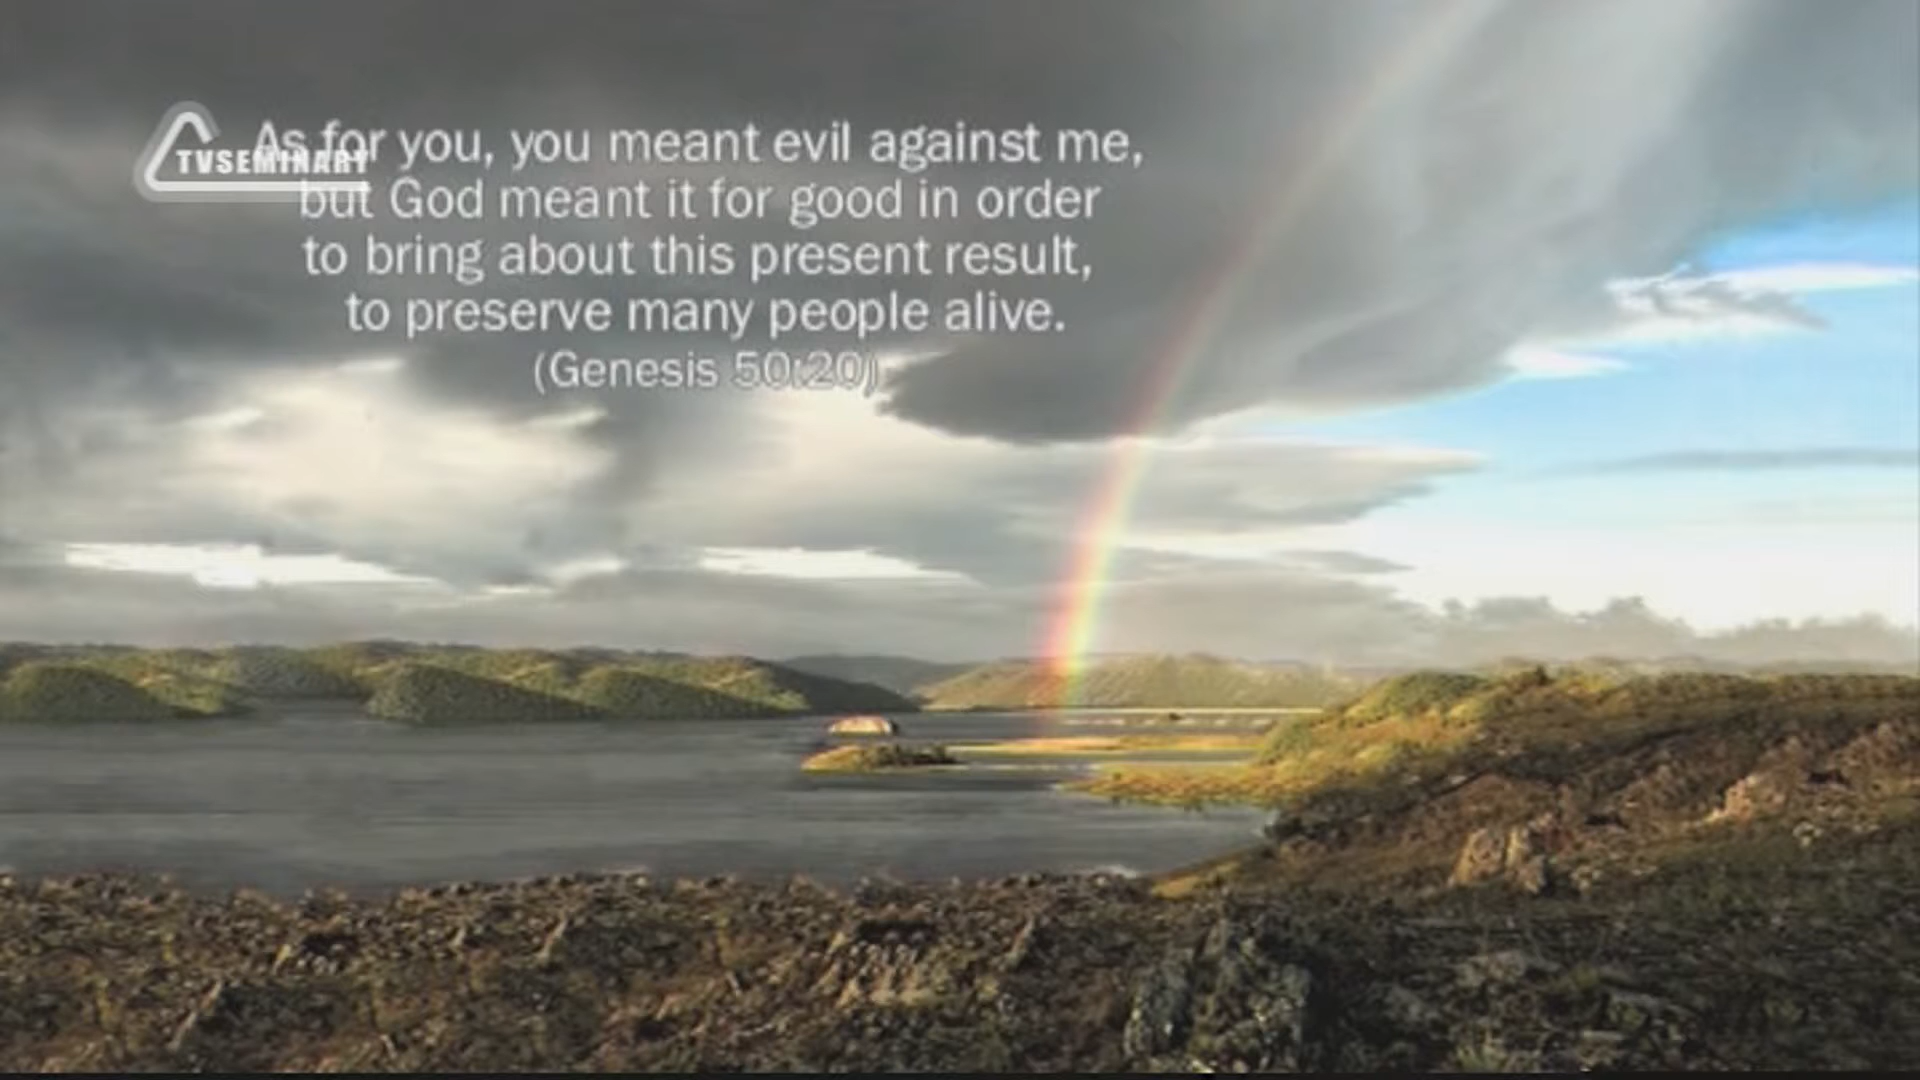 TVSEMINARY
As for you, you meant evil against me,
but God meant it for good in order
to bring about this present result,
to preserve many people alive.
(Genesis 50:20)